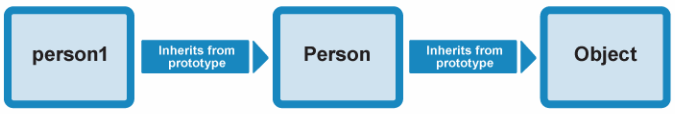 person1
Inherits from
prototype
Person
Inherits from
prototype
Object